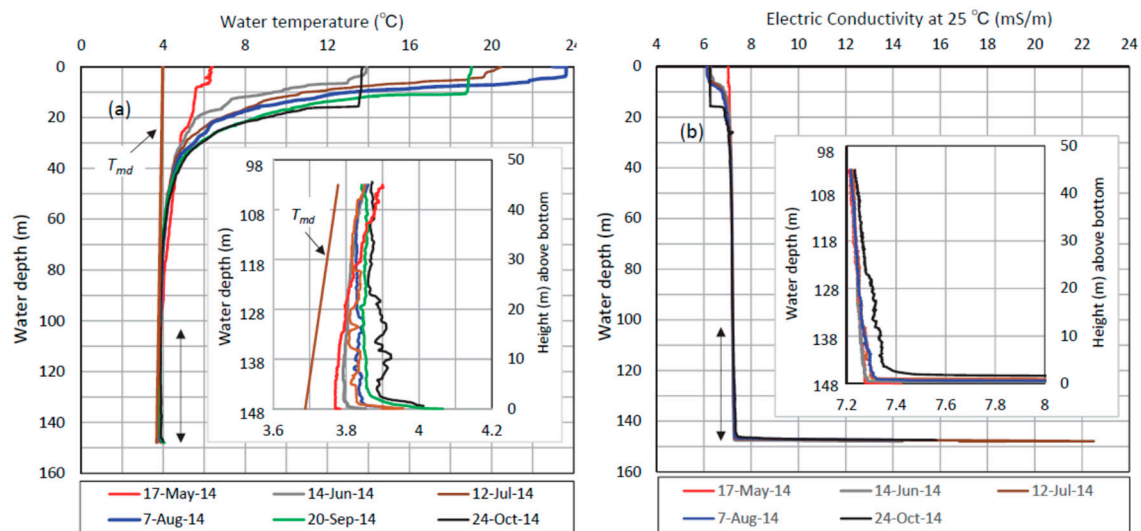 Water temperature (℃)
0 4 8 12 16 20 24
Water depth (m)
0
20
40
60
80
100
120
140
160
(a)
Tmd
98
108
118
128
138
148
Water depth (m)
Tmd
50
40
30
20
10
0
Height (m) above bottom
3.6 3.8 4 4.2
17-May-14 14-Jun-14 12-Jul-14
7-Aug-14 20-Sep-14 24-Oct-14
Electric Conductivity at 25 ℃ (mS/m)
4 6 8 10 12 14 16 18 20 22 24
Water depth (m)
0
20
40
60
80
100
120
140
160
(b)
98
108
118
128
138
148
Water depth (m)
50
40
30
20
10
0
Height (m) above bottom
7.2 7.4 7.6 7.8 8
17-May-14 14-Jun-14 12-Jul-14
7-Aug-14 24-Oct-14